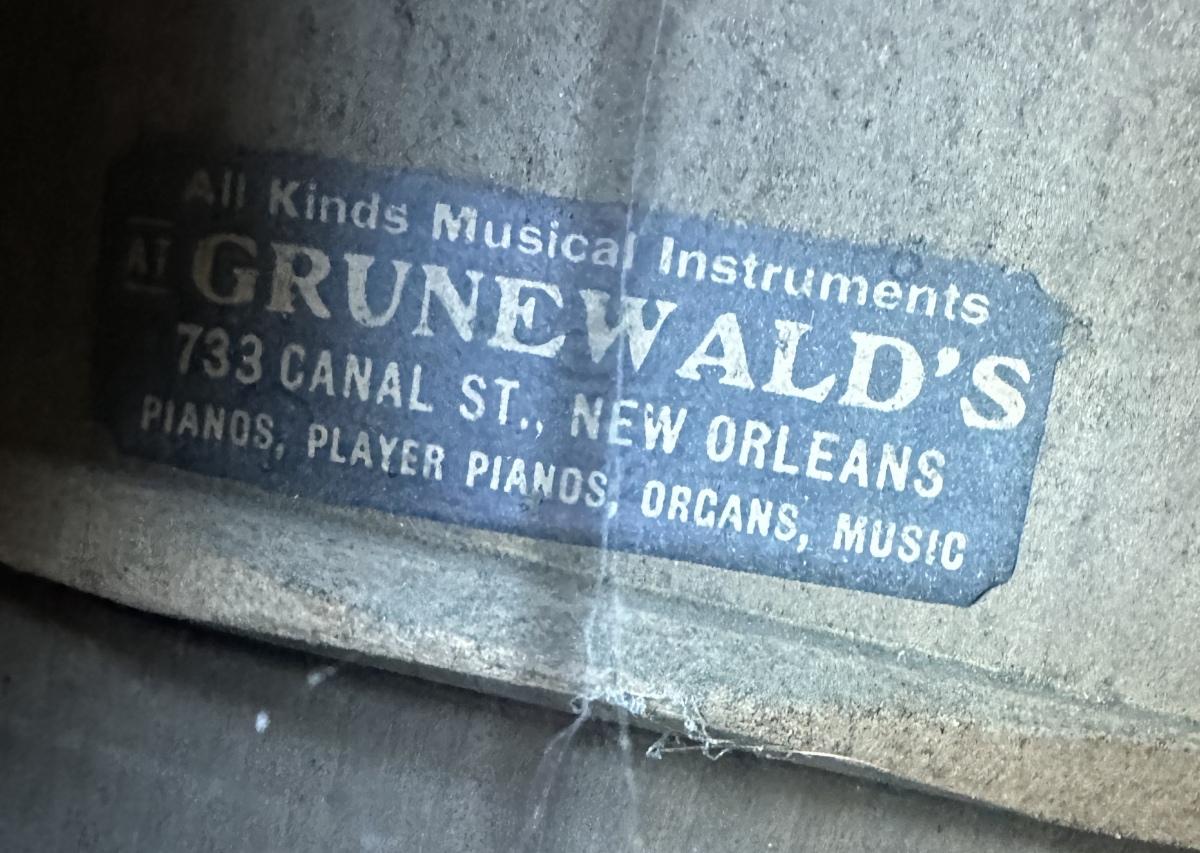 All Kinds Musical Instruments
AT GRUNEWALD'S
733 CANAL ST., NEW ORLEANS
PIANOS, PLAYER PIANOS, ORGANS, MUSIC